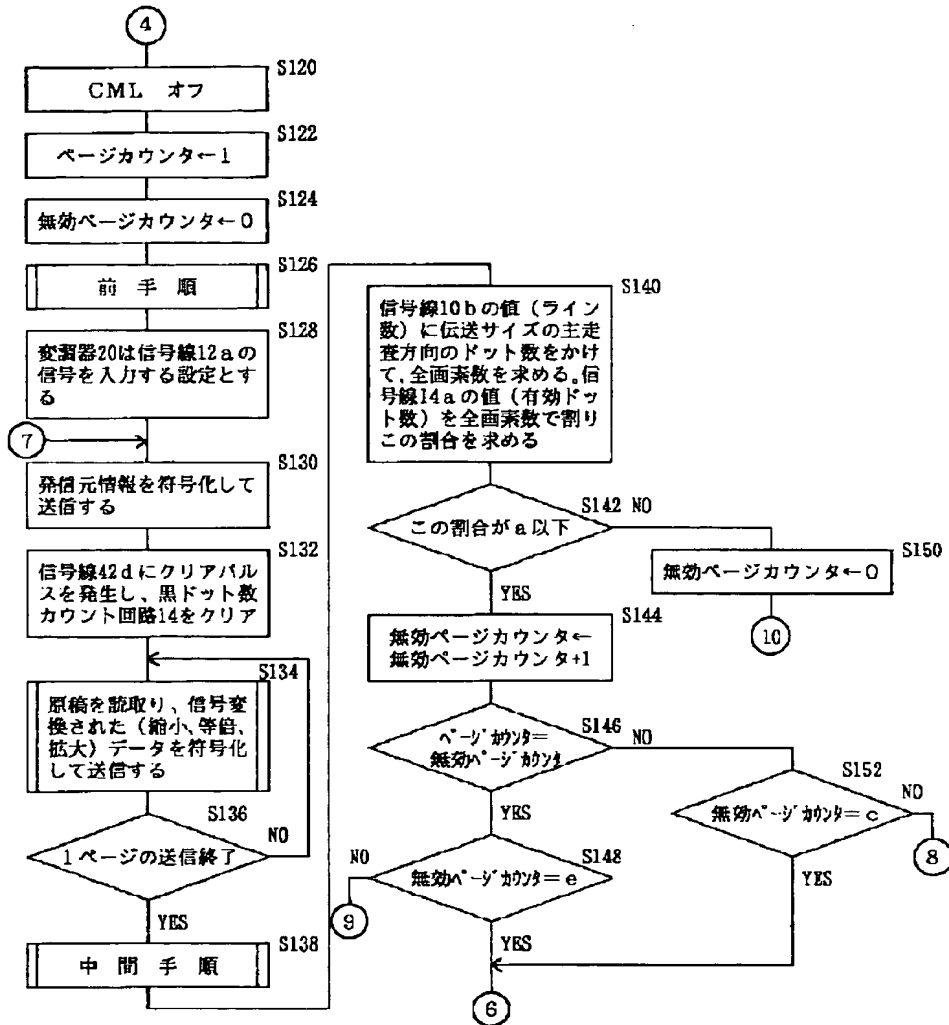 4
S120
CML オフ
S122
ページカウンタ←1
S124
無効ページカウンタ←0
S126
前 手 順
S128
変調器20は信号線12aの
信号を入力する設定とす
る
7
S130
発信元情報を符号化して
送信する
S132
信号線42dにクリアパル
スを発生し、黒ドット数
カウント回路14をクリア
S134
原稿を読取り、信号変
換された(縮小、等倍、
拡大)データを符号化
して送信する
S136
1ページの送信終了
NO
YES
S138
中 間 手 順
S140
信号線10bの値(ライン
数)に伝送サイズの主走
査方向のドット数をかけ
て、全画素数を求める。信
号線14aの値(有効ドッ
ト数)を全画素数で割り
この割合を求める
S142 NO
この割合がa以下
YES
S150
無効ページカウンタ←0
10
S144
無効ページカウンタ←
無効ページカウンタ+1
S146
ページカウンタ=
無効ページカウンタ
NO
YES
S152
無効ページカウンタ=c
NO
8
YES
S148
無効ページカウンタ=e
NO
9
YES
6